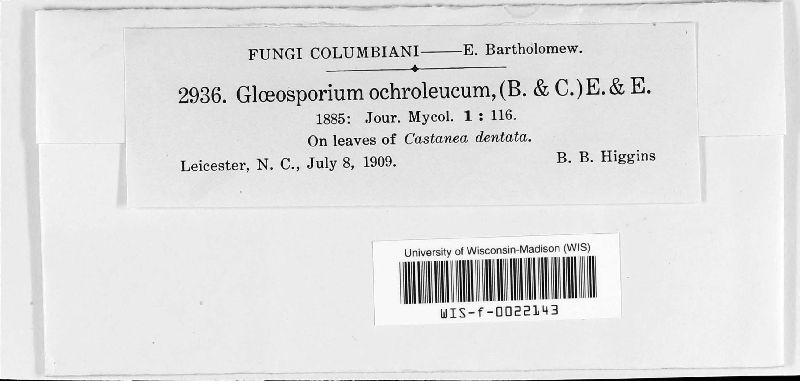 FUNGI COLUMBIANI——E. Bartholomew.
2936. Glœosporium ochroleucum, (B. & C.) E. & E.
1885: Jour. Mycol. 1 : 116.
On leaves of Castanea dentata.
Leicester, N. C., July 8, 1909. B. B. Higgins
University of Wisconsin-Madison (WIS)
WIS-f-0022143